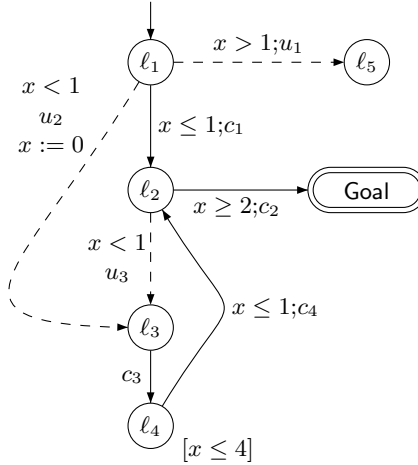 ℓ₁
x > 1;u₁
ℓ₅
x < 1
u₂
x := 0
x ≤ 1;c₁
ℓ₂
x ≥ 2;c₂
Goal
x < 1
u₃
x ≤ 1;c₄
ℓ₃
c₃
ℓ₄
[x ≤ 4]